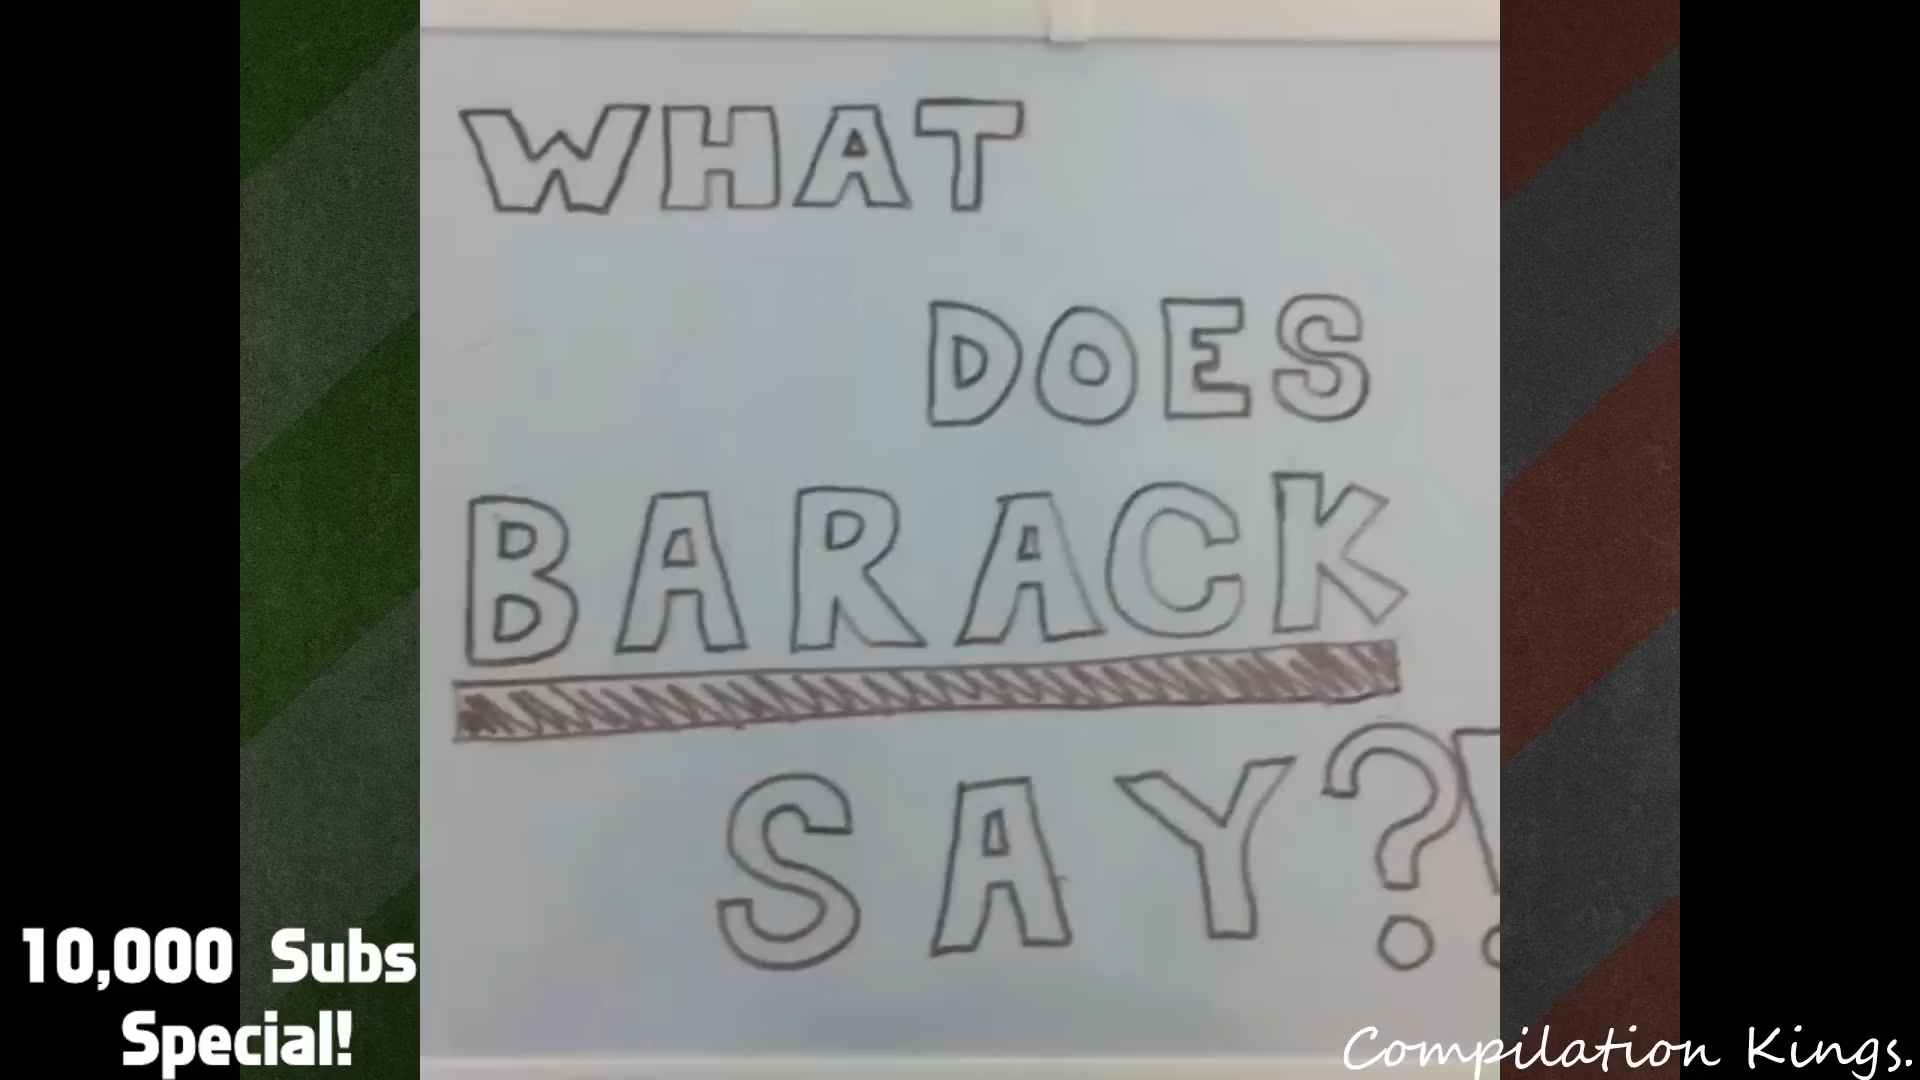 WHAT
DOES
BARACK
SAY?!
10,000 Subs
Special!
Compilation Kings.